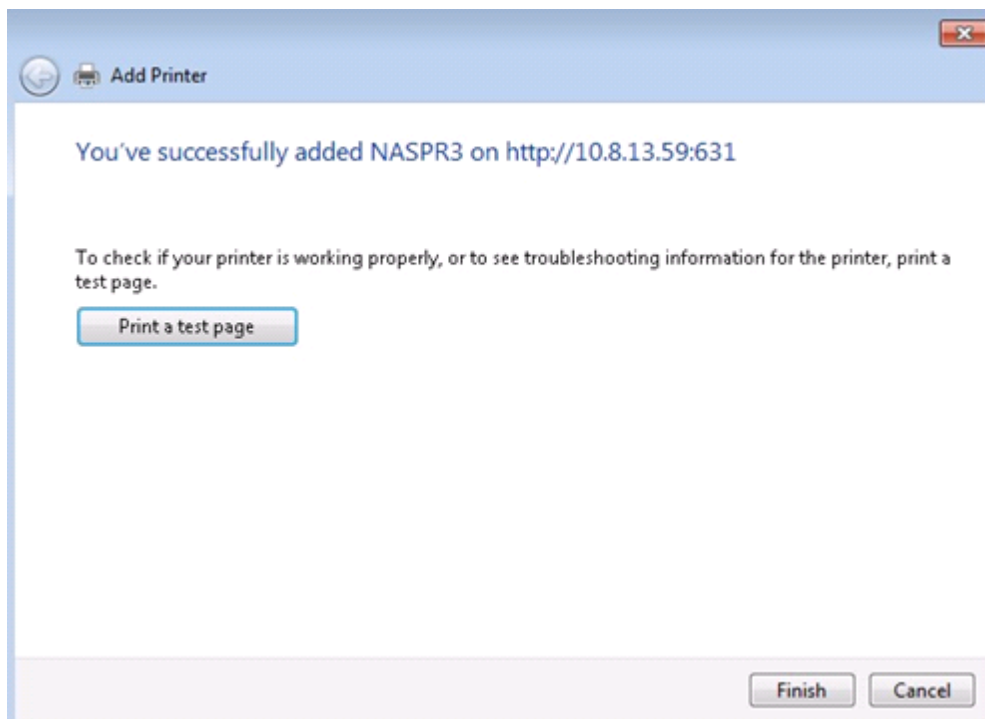 Add Printer
You've successfully added NASPR3 on http://10.8.13.59:631
To check if your printer is working properly, or to see troubleshooting information for the printer, print a
test page.
Print a test page
Finish
Cancel